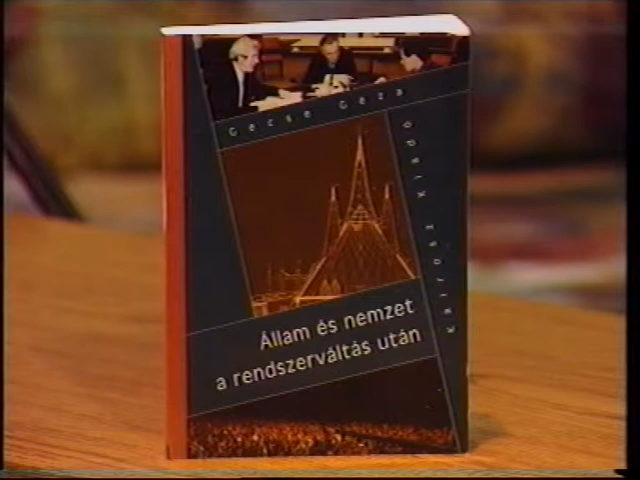 Gecse Géza
Kairosz Kiadó
Állam és nemzet
a rendszerváltás után